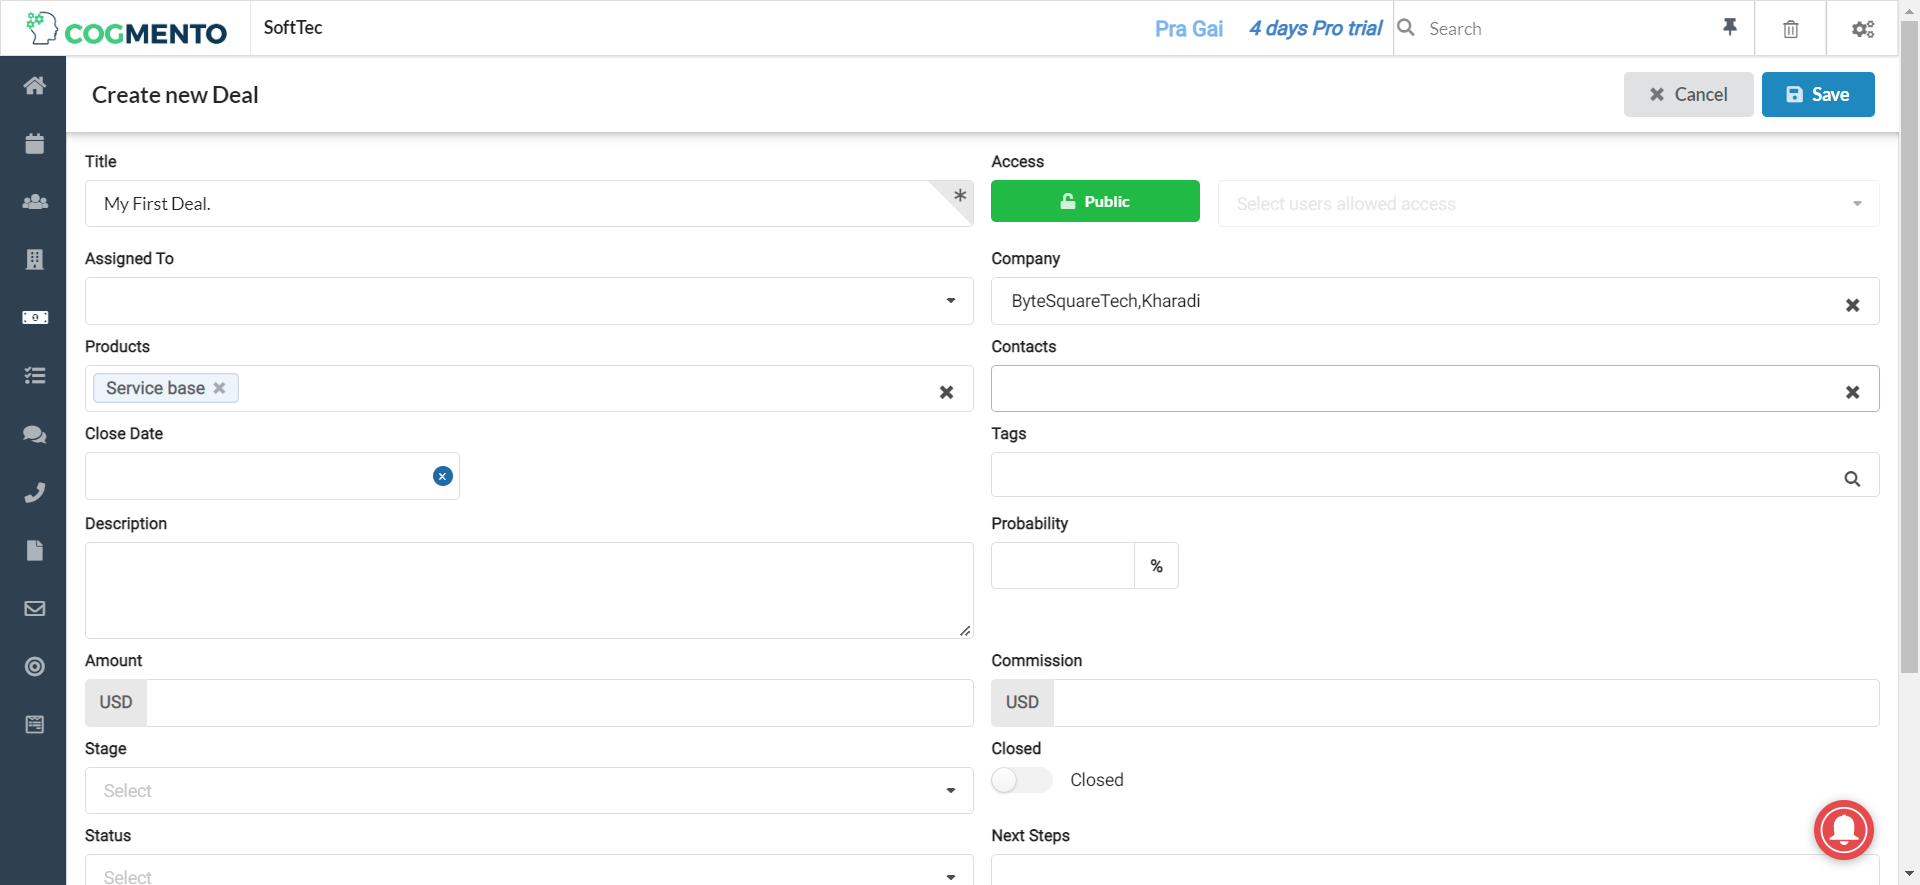 COGMENTO
SoftTec
Pra Gai
4 days Pro trial
Search
Create new Deal
Cancel
Save
Title
My First Deal.
*
Access
Public
Select users allowed access
Assigned To
Company
ByteSquareTech,Kharadi
Products
Service base
Contacts
Close Date
Tags
Description
Probability
%
Amount
USD
Commission
USD
Stage
Select
Closed
Closed
Status
Select
Next Steps